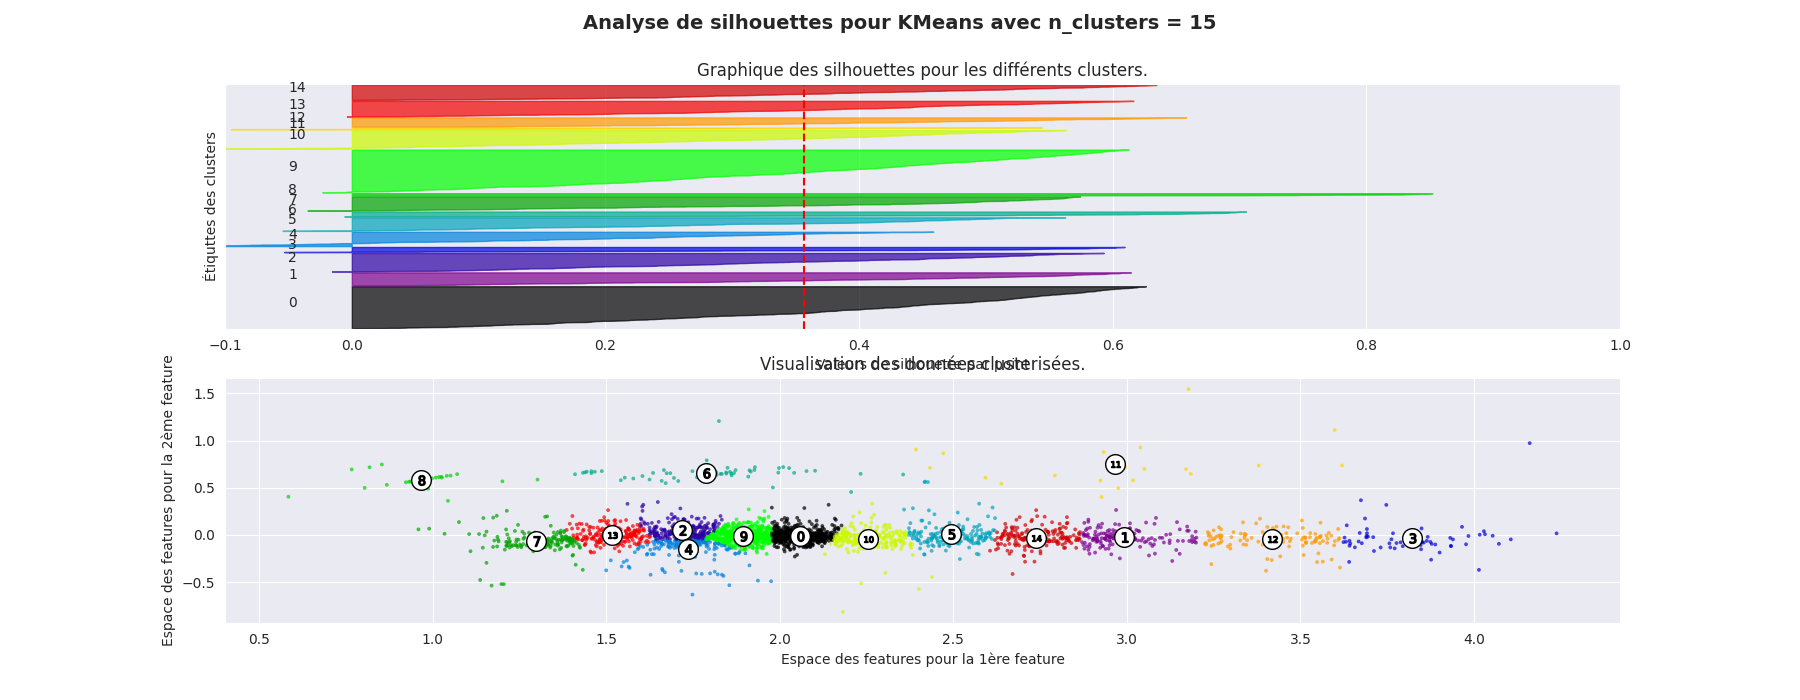 Analyse de silhouettes pour KMeans avec n_clusters = 15
Graphique des silhouettes pour les différents clusters.
Étiquttes des clusters
14
13
12
11
10
9
8
7
6
5
4
3
2
1
0
−0.1 0.0 0.2 0.4 0.6 0.8 1.0
Visualisation des données clusterisées.
Espace des features pour la 2ème feature
1.5
1.0
0.5
0.0
−0.5
11
8 6
7 13 2 4 9 0 10 5 14 1 12 3
0.5 1.0 1.5 2.0 2.5 3.0 3.5 4.0
Espace des features pour la 1ère feature